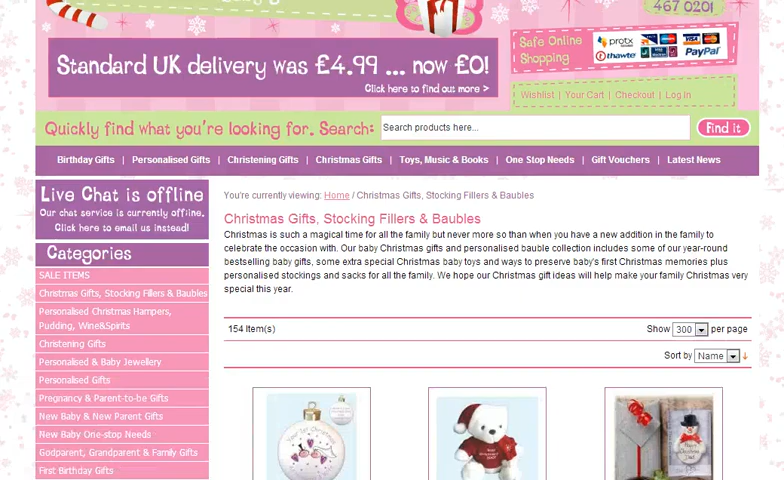 467 0201
Standard UK delivery was £4.99 ... now £0!
Click here to find out more >
Safe Online
Shopping
protx
VISA
thawte
PayPal
Wishlist | Your Cart | Checkout | Log In
Quickly find what you're looking for. Search:
Search products here...
Find it
Birthday Gifts | Personalised Gifts | Christening Gifts | Christmas Gifts | Toys, Music & Books | One Stop Needs | Gift Vouchers | Latest News
Live Chat is offline
Our chat service is currently offline.
Click here to email us instead!
Categories
SALE ITEMS
Christmas Gifts, Stocking Fillers & Baubles
Personalised Christmas Hampers,
Pudding, Wine&Spirits
Christening Gifts
Personalised & Baby Jewellery
Personalised Gifts
Pregnancy & Parent-to-be Gifts
New Baby & New Parent Gifts
New Baby One-stop Needs
Godparent, Grandparent & Family Gifts
First Birthday Gifts
You're currently viewing: Home / Christmas Gifts, Stocking Fillers & Baubles
Christmas Gifts, Stocking Fillers & Baubles
Christmas is such a magical time for all the family but never more so than when you have a new addition in the family to
celebrate the occasion with. Our baby Christmas gifts and personalised bauble collection includes some of our year-round
bestselling baby gifts, some extra special Christmas baby toys and ways to preserve baby's first Christmas memories plus
personalised stockings and sacks for all the family. We hope our Christmas gift ideas will help make your family Christmas very
special this year.
154 Item(s)
Show 300 per page
Sort by Name